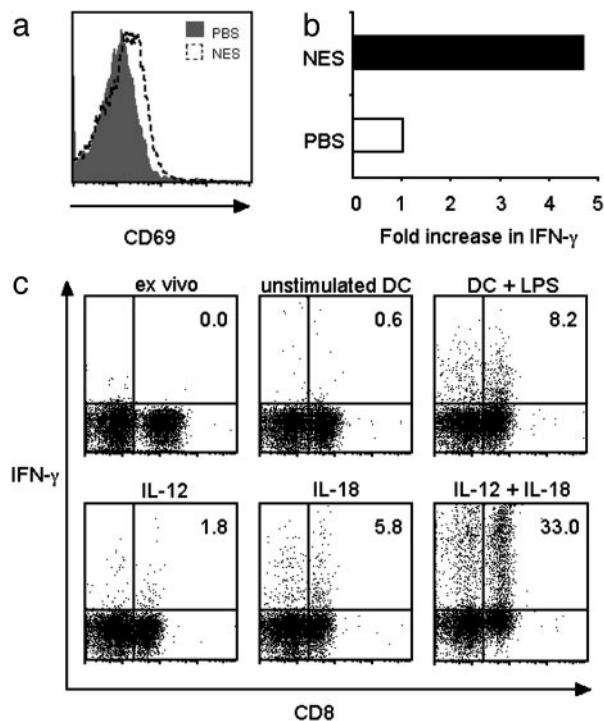 a
PBS
NES
CD69
b
NES
PBS
0 1 2 3 4 5
Fold increase in IFN-γ
c
ex vivo
unstimulated DC
DC + LPS
0.0
0.6
8.2
IFN-γ
IL-12
IL-18
IL-12 + IL-18
1.8
5.8
33.0
CD8